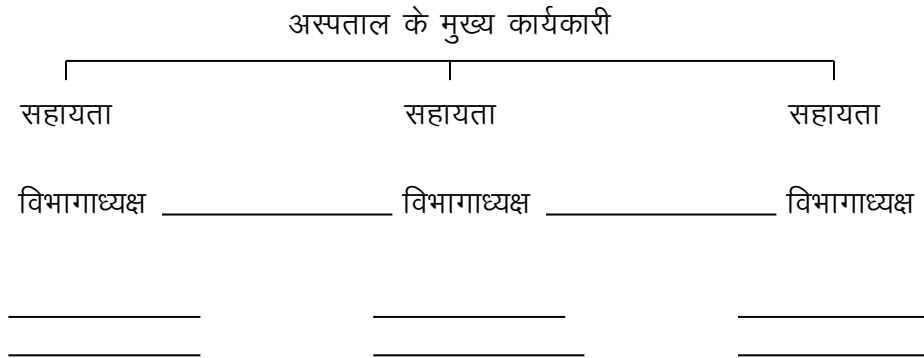 अस्पताल के मुख्य कार्यकारी
सहायता सहायता सहायता
विभागाध्यक्ष विभागाध्यक्ष विभागाध्यक्ष